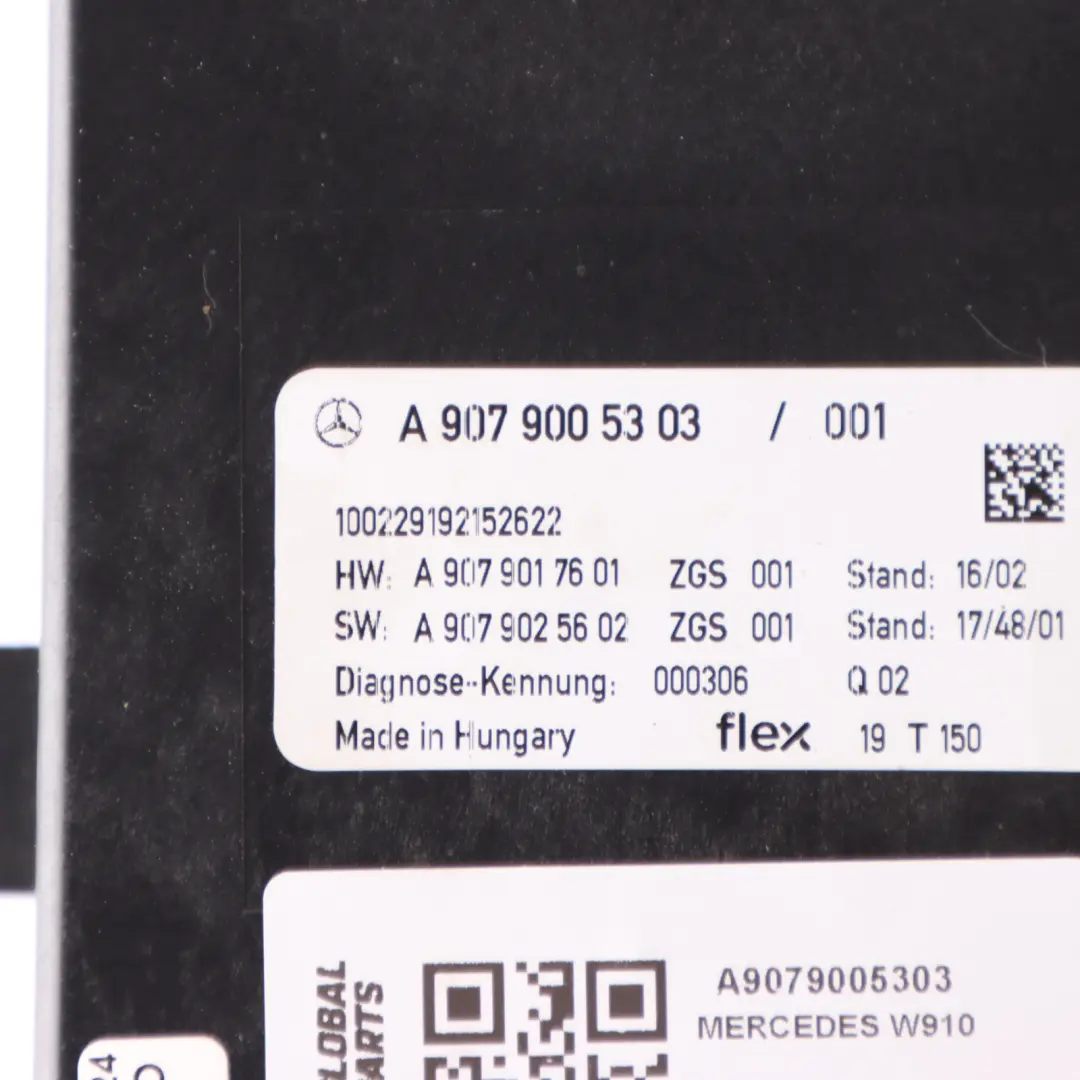 A 907 900 53 03 / 001
100229192152622
HW: A 907 901 76 01 ZGS 001 Stand: 16/02
SW: A 907 902 56 02 ZGS 001 Stand: 17/48/01
Diagnose-Kennung: 000306 Q 02
Made in Hungary flex 19 T 150
GLOBAL
PARTS
A9079005303
MERCEDES W910
24